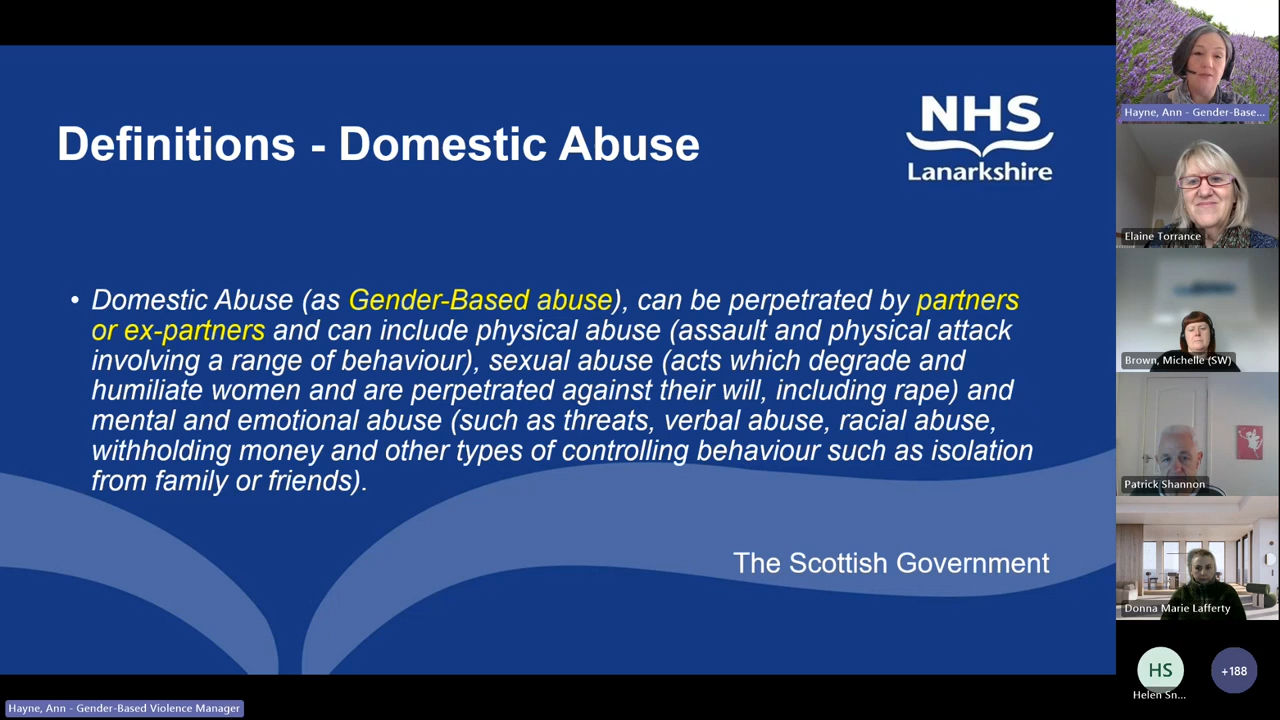 Definitions - Domestic Abuse
NHS
Lanarkshire
• Domestic Abuse (as Gender-Based abuse), can be perpetrated by partners
or ex-partners and can include physical abuse (assault and physical attack
involving a range of behaviour), sexual abuse (acts which degrade and
humiliate women and are perpetrated against their will, including rape) and
mental and emotional abuse (such as threats, verbal abuse, racial abuse,
withholding money and other types of controlling behaviour such as isolation
from family or friends).
The Scottish Government
Hayne, Ann - Gender-Based Violence Manager
Hayne, Ann - Gender-Base...
Elaine Torrance
Brown, Michelle (SW)
Patrick Shannon
Donna Marie Lafferty
HS
+188
Helen Sn...